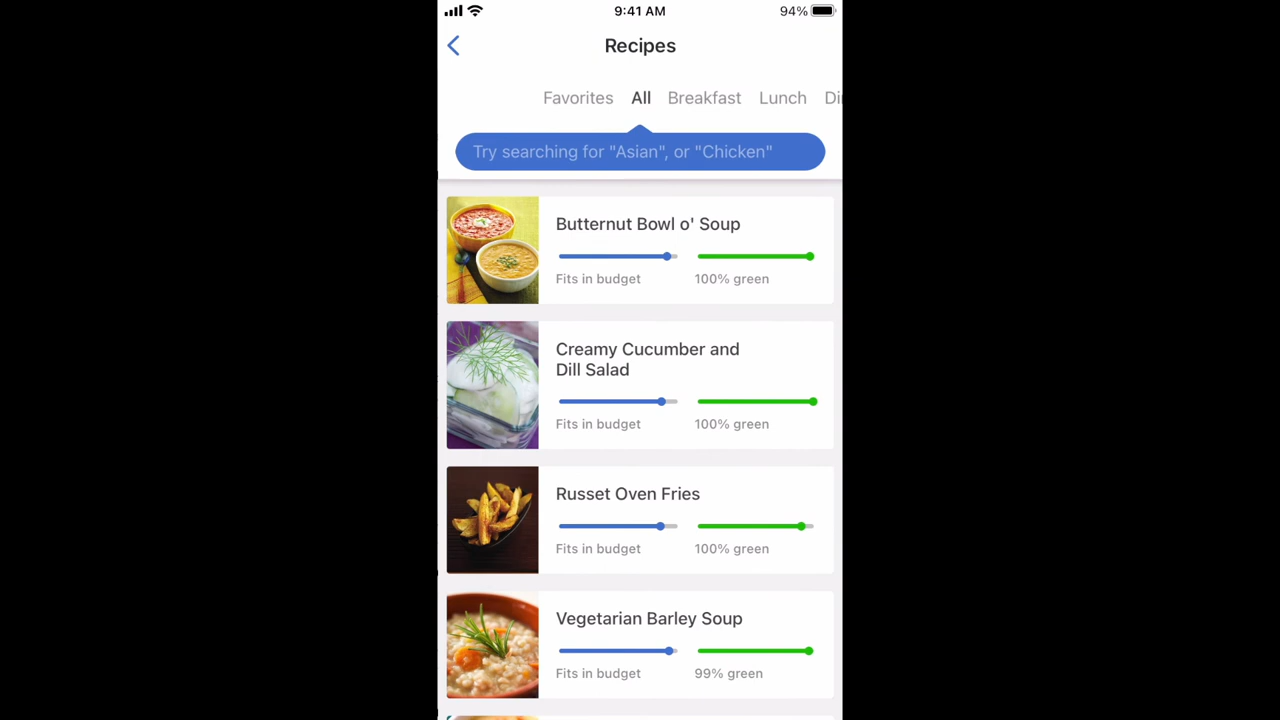 9:41 AM
94%
Recipes
Favorites All Breakfast Lunch Di
Try searching for "Asian", or "Chicken"
Butternut Bowl o' Soup
Fits in budget 100% green
Creamy Cucumber and
Dill Salad
Fits in budget 100% green
Russet Oven Fries
Fits in budget 100% green
Vegetarian Barley Soup
Fits in budget 99% green